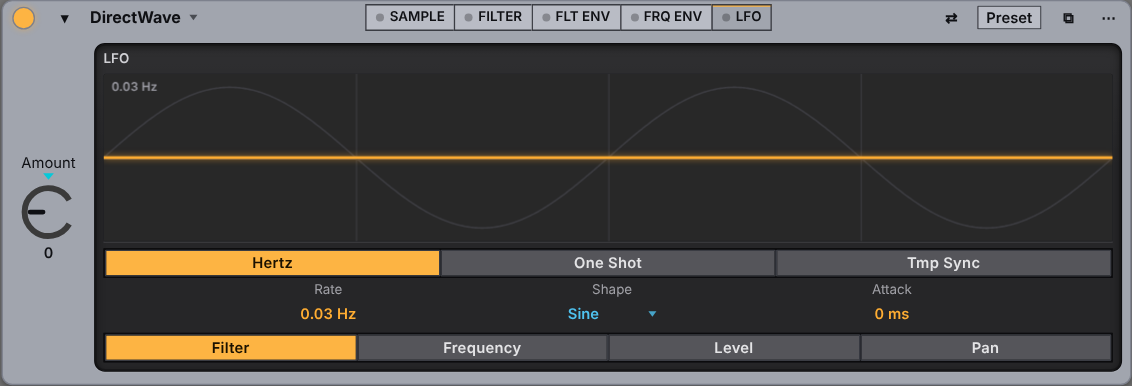 DirectWave
SAMPLE FILTER FLT ENV FRQ ENV LFO
Preset
LFO
0.03 Hz
Amount
0
Hertz One Shot Tmp Sync
Rate Shape Attack
0.03 Hz Sine 0 ms
Filter Frequency Level Pan